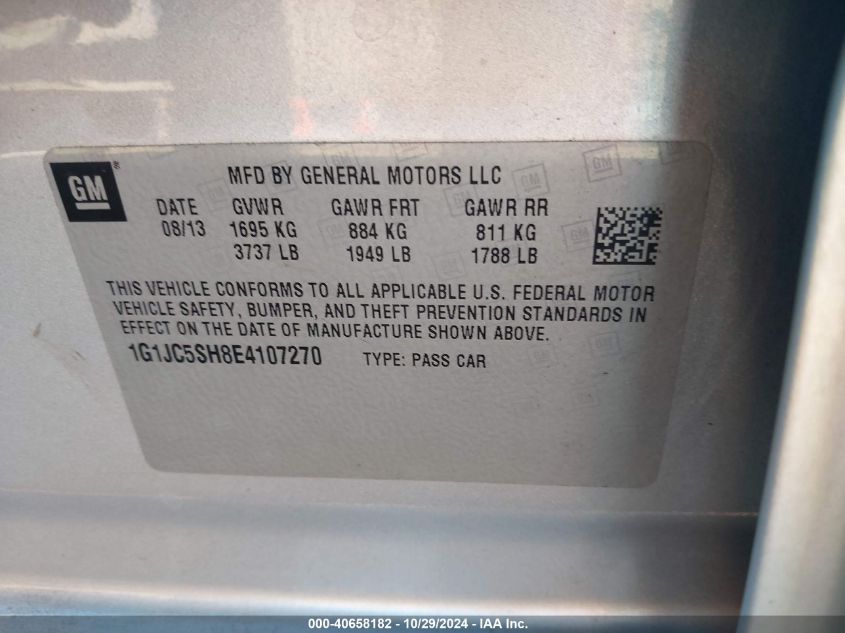 GM ®
MFD BY GENERAL MOTORS LLC
DATE GVWR GAWR FRT GAWR RR
08/13 1695 KG 884 KG 811 KG
3737 LB 1949 LB 1788 LB
THIS VEHICLE CONFORMS TO ALL APPLICABLE U.S. FEDERAL MOTOR
VEHICLE SAFETY, BUMPER, AND THEFT PREVENTION STANDARDS IN
EFFECT ON THE DATE OF MANUFACTURE SHOWN ABOVE.
1G1JC5SH8E4107270 TYPE: PASS CAR
000-40658182 - 10/29/2024 - IAA Inc.